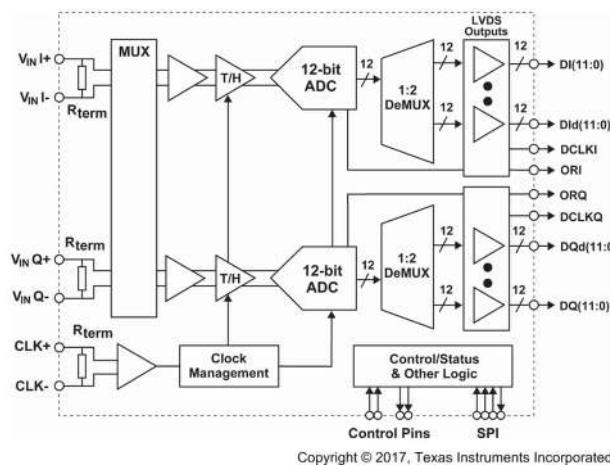 LVDS
Outputs
MUX
V_IN I+
V_IN I-
R_term
T/H
12-bit
ADC
12
1:2
DeMUX
12
12
12
12
DI(11:0)
DId(11:0)
DCLKI
ORI
ORQ
DCLKQ
V_IN Q+
V_IN Q-
R_term
T/H
12-bit
ADC
12
1:2
DeMUX
12
12
12
12
DQd(11:0)
DQ(11:0)
R_term
CLK+
CLK-
Clock
Management
Control/Status
& Other Logic
Control Pins
SPI
Copyright © 2017, Texas Instruments Incorporated